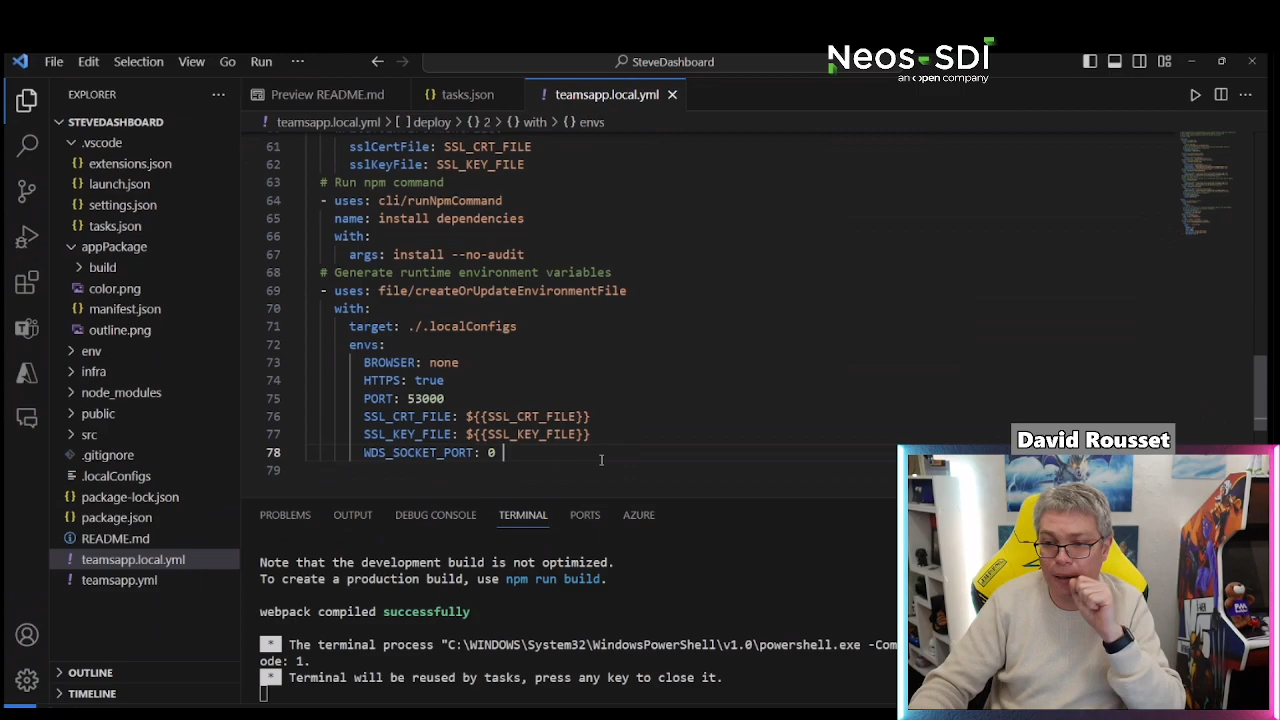 File Edit Selection View Go Run ··· SteveDashboard
Neos-SDI
an open company
EXPLORER ···
Preview README.md tasks.json ! teamsapp.local.yml
! teamsapp.local.yml > [ ] deploy > {} 2 > {} with > {} envs
STEVEDASHBOARD
.vscode
extensions.json
launch.json
settings.json
tasks.json
appPackage
build
color.png
manifest.json
outline.png
env
infra
node_modules
public
src
.gitignore
.localConfigs
package-lock.json
package.json
README.md
! teamsapp.local.yml
! teamsapp.yml
OUTLINE
TIMELINE
61 sslCertFile: SSL_CRT_FILE
62 sslKeyFile: SSL_KEY_FILE
63 # Run npm command
64 - uses: cli/runNpmCommand
65 name: install dependencies
66 with:
67 args: install --no-audit
68 # Generate runtime environment variables
69 - uses: file/createOrUpdateEnvironmentFile
70 with:
71 target: ./.localConfigs
72 envs:
73 BROWSER: none
74 HTTPS: true
75 PORT: 53000
76 SSL_CRT_FILE: ${{SSL_CRT_FILE}}
77 SSL_KEY_FILE: ${{SSL_KEY_FILE}}
78 WDS_SOCKET_PORT: 0
79
PROBLEMS OUTPUT DEBUG CONSOLE TERMINAL PORTS AZURE
Note that the development build is not optimized.
To create a production build, use npm run build.
webpack compiled successfully
* The terminal process "C:\WINDOWS\System32\WindowsPowerShell\v1.0\powershell.exe -Com
ode: 1.
* Terminal will be reused by tasks, press any key to close it.
David Rousset